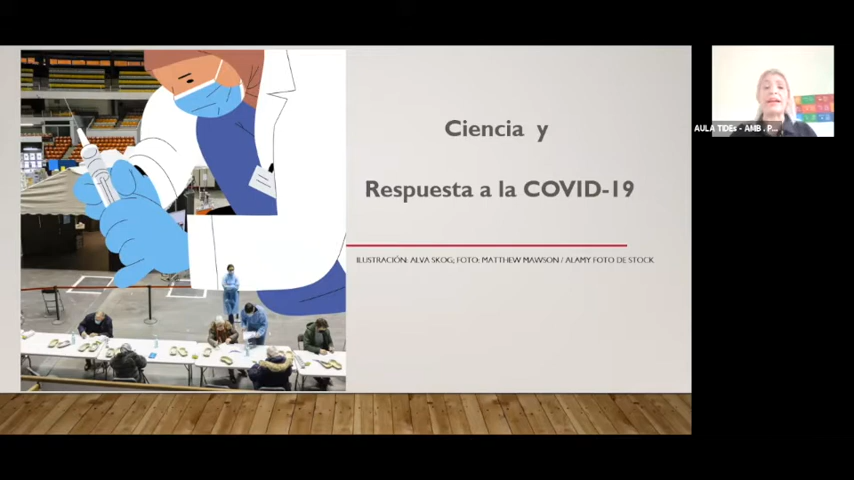 Ciencia y
Respuesta a la COVID-19
ILUSTRACIÓN: ALVA SKOG; FOTO: MATTHEW MAWSON / ALAMY FOTO DE STOCK
AULA TIDEs - AMB. P...